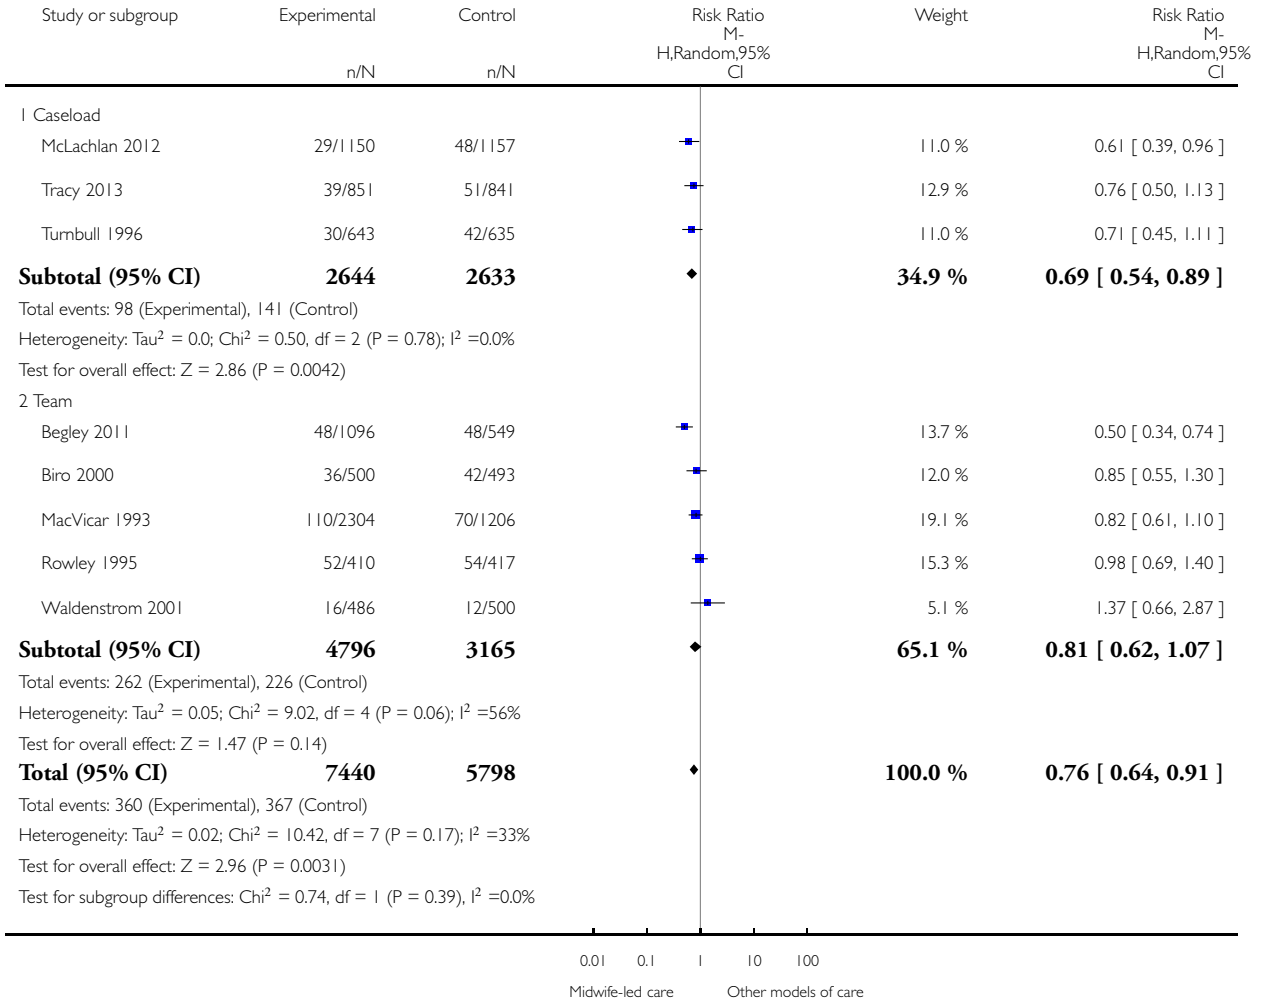 Study or subgroup Experimental Control Risk Ratio Weight Risk Ratio
M- M-
H,Random,95% H,Random,95%
n/N n/N CI CI
1 Caseload
McLachlan 2012 29/1150 48/1157 11.0 % 0.61 [ 0.39, 0.96 ]
Tracy 2013 39/851 51/841 12.9 % 0.76 [ 0.50, 1.13 ]
Turnbull 1996 30/643 42/635 11.0 % 0.71 [ 0.45, 1.11 ]
Subtotal (95% CI) 2644 2633 34.9 % 0.69 [ 0.54, 0.89 ]
Total events: 98 (Experimental), 141 (Control)
Heterogeneity: Tau² = 0.0; Chi² = 0.50, df = 2 (P = 0.78); I² =0.0%
Test for overall effect: Z = 2.86 (P = 0.0042)
2 Team
Begley 2011 48/1096 48/549 13.7 % 0.50 [ 0.34, 0.74 ]
Biro 2000 36/500 42/493 12.0 % 0.85 [ 0.55, 1.30 ]
MacVicar 1993 110/2304 70/1206 19.1 % 0.82 [ 0.61, 1.10 ]
Rowley 1995 52/410 54/417 15.3 % 0.98 [ 0.69, 1.40 ]
Waldenstrom 2001 16/486 12/500 5.1 % 1.37 [ 0.66, 2.87 ]
Subtotal (95% CI) 4796 3165 65.1 % 0.81 [ 0.62, 1.07 ]
Total events: 262 (Experimental), 226 (Control)
Heterogeneity: Tau² = 0.05; Chi² = 9.02, df = 4 (P = 0.06); I² =56%
Test for overall effect: Z = 1.47 (P = 0.14)
Total (95% CI) 7440 5798 100.0 % 0.76 [ 0.64, 0.91 ]
Total events: 360 (Experimental), 367 (Control)
Heterogeneity: Tau² = 0.02; Chi² = 10.42, df = 7 (P = 0.17); I² =33%
Test for overall effect: Z = 2.96 (P = 0.0031)
Test for subgroup differences: Chi² = 0.74, df = 1 (P = 0.39), I² =0.0%
0.01 0.1 1 10 100
Midwife-led care Other models of care